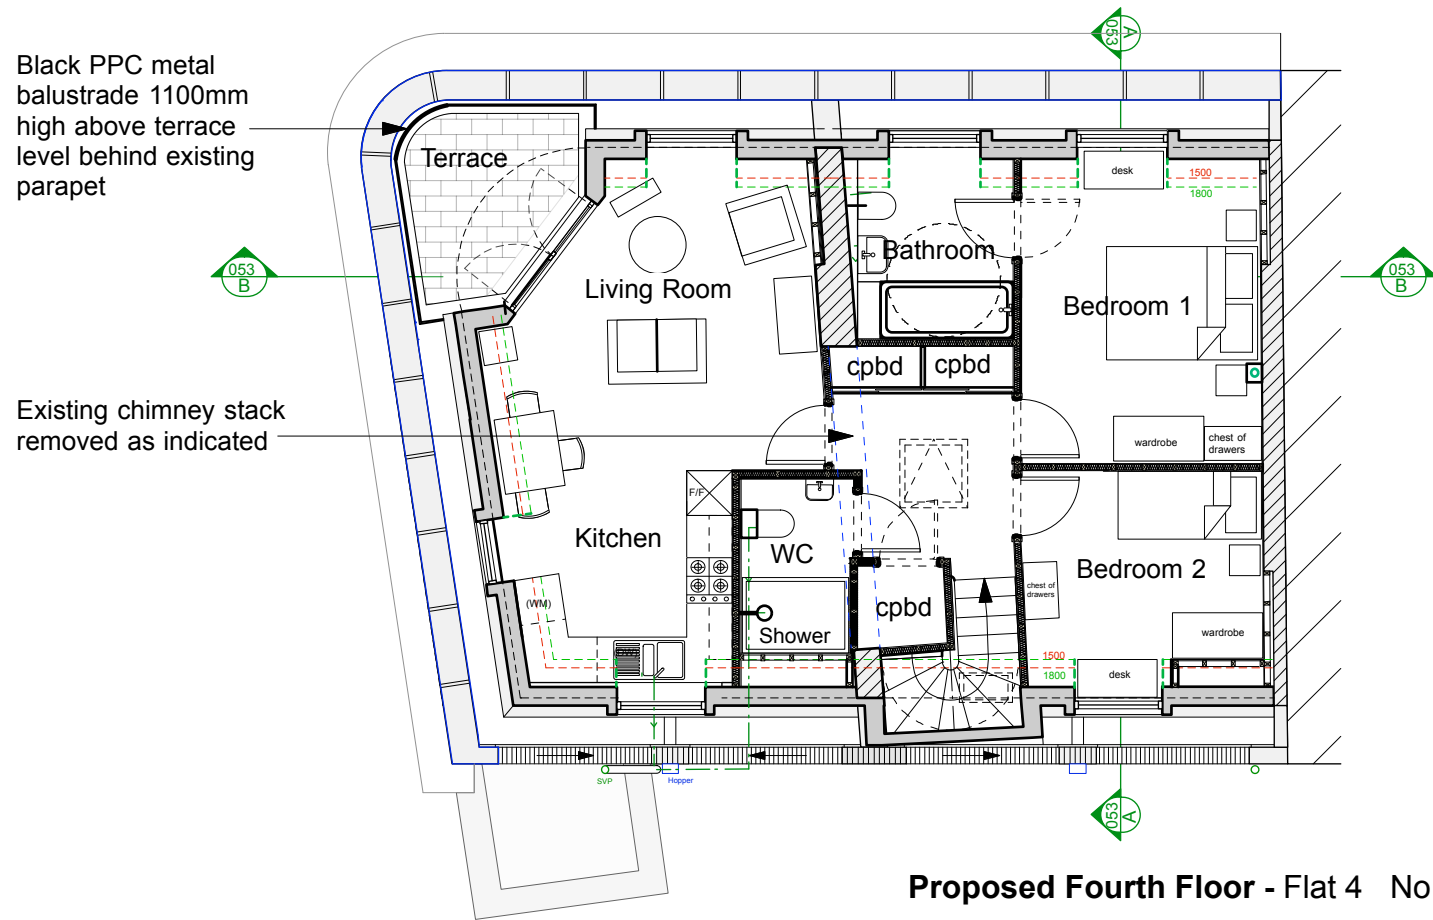 Black PPC metal
balustrade 1100mm
high above terrace
level behind existing
parapet
Existing chimney stack
removed as indicated
053
A
053
B
053
B
053
A
Terrace
Living Room
Bathroom
desk
1500
1800
Bedroom 1
cpbd
cpbd
wardrobe
chest of
drawers
F/F
Kitchen
WC
(WM)
Shower
cpbd
chest of
drawers
Bedroom 2
wardrobe
1500
1800
desk
SVP
Hopper
Proposed Fourth Floor - Flat 4 No